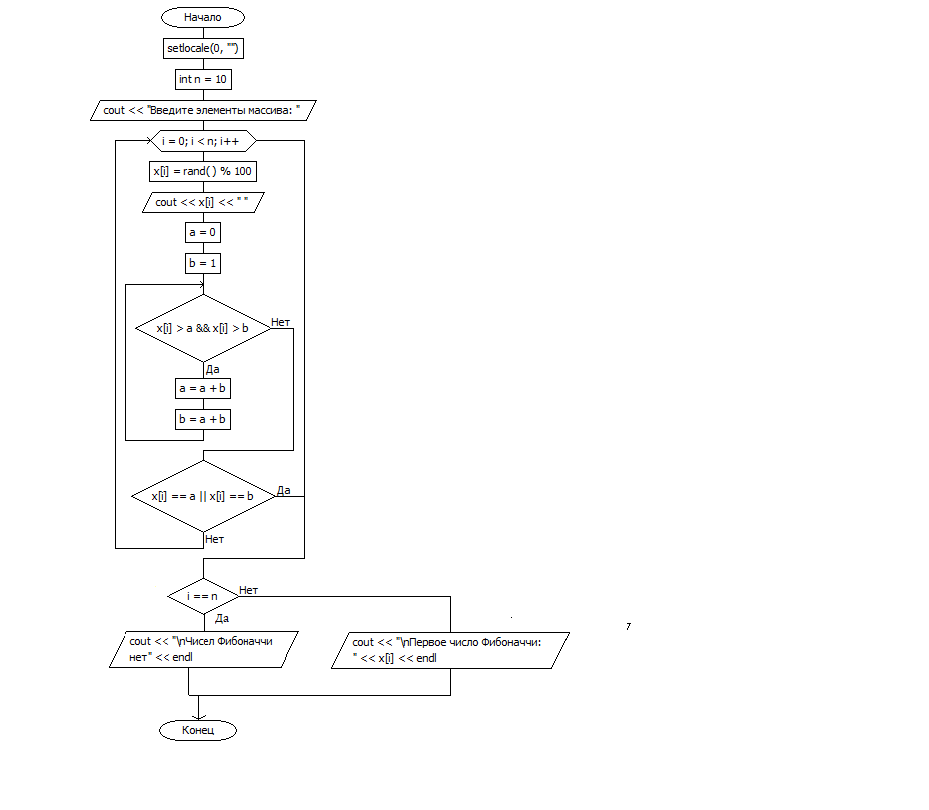 Начало
setlocale(0, "")
int n = 10
cout << "Введите элементы массива: "
i = 0; i < n; i++
x[i] = rand( ) % 100
cout << x[i] << " "
a = 0
b = 1
x[i] > a && x[i] > b
Нет
Да
a = a + b
b = a + b
x[i] == a || x[i] == b
Да
Нет
i == n
Нет
Да
cout << "\nЧисел Фибоначчи
нет" << endl
cout << "\nПервое число Фибоначчи:
" << x[i] << endl
7
Конец